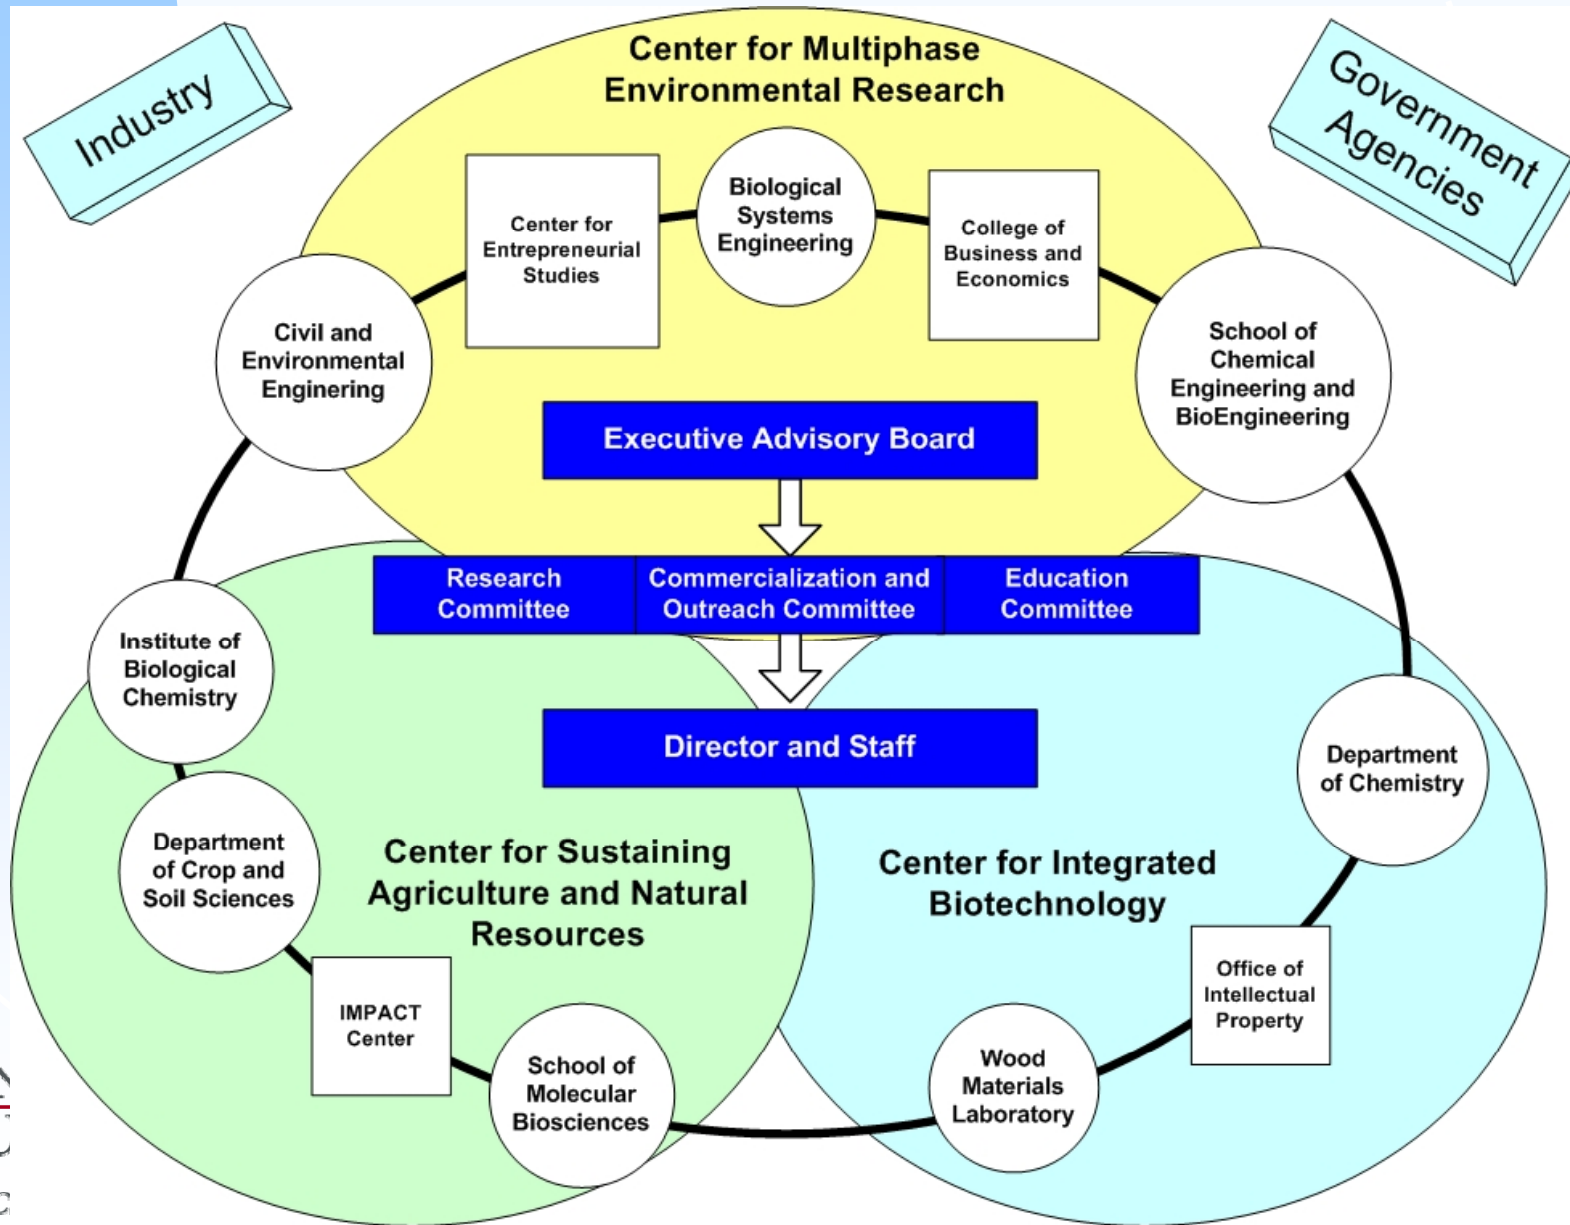 Center for Multiphase
Environmental Research
Industry
Government
Agencies
Center for
Entrepreneurial
Studies
Biological
Systems
Engineering
College of
Business and
Economics
Civil and
Environmental
Enginering
School of
Chemical
Engineering and
BioEngineering
Executive Advisory Board
Research
Committee
Commercialization and
Outreach Committee
Education
Committee
Institute of
Biological
Chemistry
Director and Staff
Department
of Chemistry
Department
of Crop and
Soil Sciences
Center for Sustaining
Agriculture and Natural
Resources
Center for Integrated
Biotechnology
IMPACT
Center
Office of
Intellectual
Property
School of
Molecular
Biosciences
Wood
Materials
Laboratory